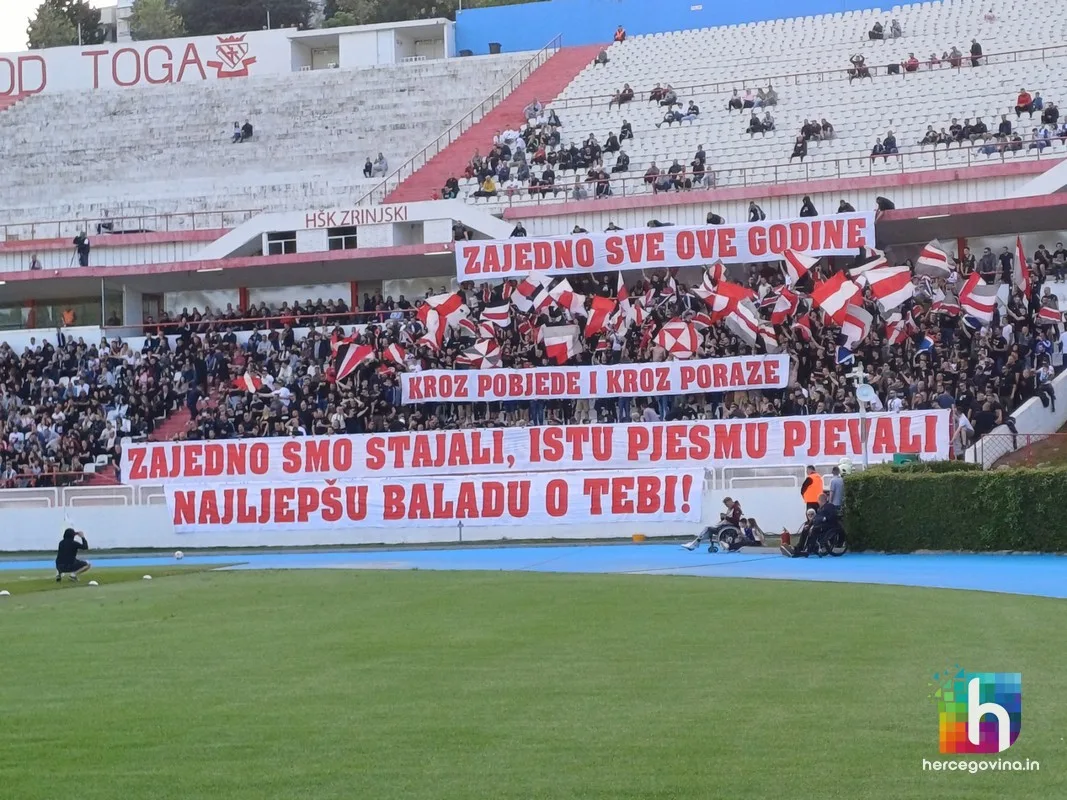 OD TOGA
HŠK ZRINJSKI
ZAJEDNO SVE OVE GODINE
KROZ POBJEDE I KROZ PORAZE
ZAJEDNO SMO STAJALI, ISTU PJESMU PJEVALI
NAJLJEPŠU BALADU O TEBI!
h
hercegovina.in